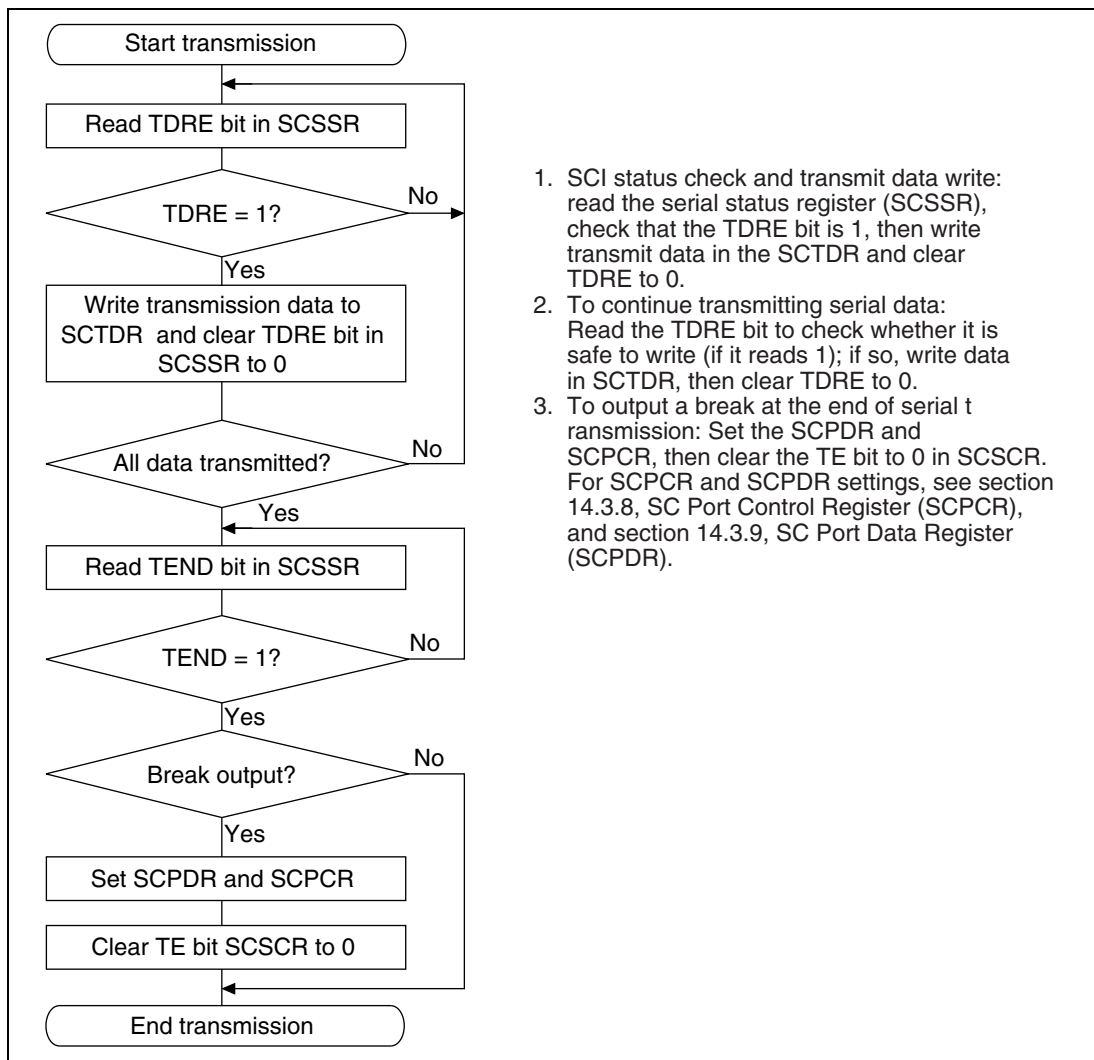 Start transmission
Read TDRE bit in SCSSR
TDRE = 1?
No
Yes
Write transmission data to
SCTDR and clear TDRE bit in
SCSSR to 0
All data transmitted?
No
Yes
Read TEND bit in SCSSR
TEND = 1?
No
Yes
Break output?
No
Yes
Set SCPDR and SCPCR
Clear TE bit SCSCR to 0
End transmission
1. SCI status check and transmit data write:
read the serial status register (SCSSR),
check that the TDRE bit is 1, then write
transmit data in the SCTDR and clear
TDRE to 0.
2. To continue transmitting serial data:
Read the TDRE bit to check whether it is
safe to write (if it reads 1); if so, write data
in SCTDR, then clear TDRE to 0.
3. To output a break at the end of serial t
ransmission: Set the SCPDR and
SCPCR, then clear the TE bit to 0 in SCSCR.
For SCPCR and SCPDR settings, see section
14.3.8, SC Port Control Register (SCPCR),
and section 14.3.9, SC Port Data Register
(SCPDR).